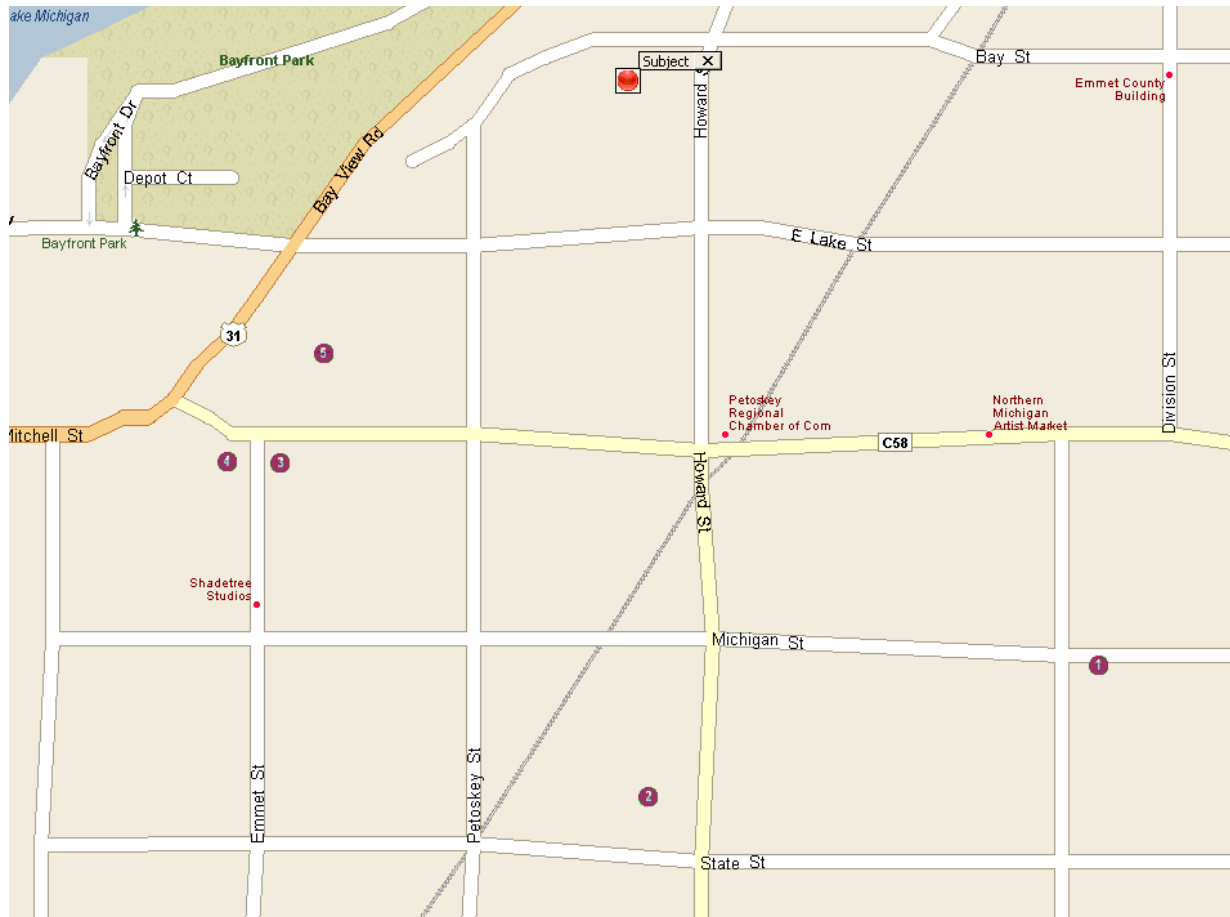 ake Michigan
Bayfront Park
Subject X
Bay St
Emmet County
Building
Howard S
Bayfront Dr
Depot Ct
Bay View Rd
y
Bayfront Park
E Lake St
31
5
Division St
Petoskey
Regional
Chamber of Com
Northern
Michigan
Artist Market
Mitchell St
C58
4
3
Howard St
Shadetree
Studios
Michigan St
1
Emmet St
Petoskey St
2
State St